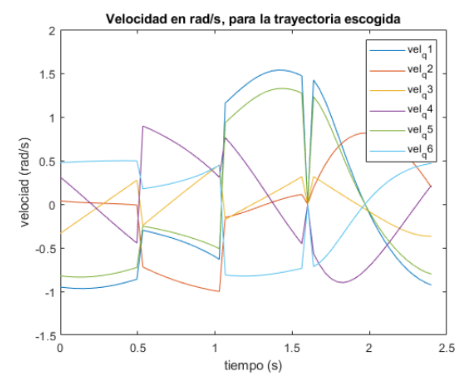 Velocidad en rad/s, para la trayectoria escogida
2
1.5
1
0.5
0
-0.5
-1
-1.5
velociad (rad/s)
0
0.5
1
1.5
2
2.5
tiempo (s)
vel_q1
vel_q2
vel_q3
vel_q4
vel_q5
vel_q6